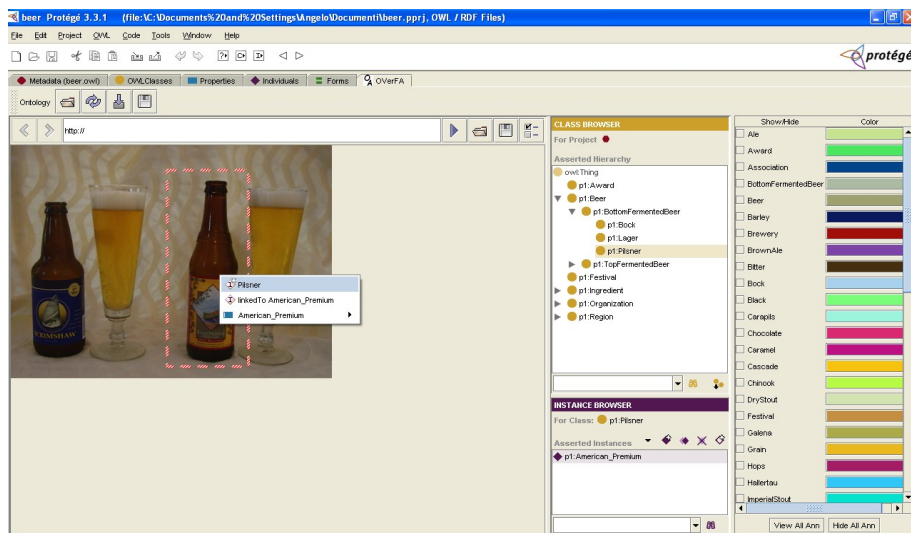 beer Protégé 3.3.1 (file:\C:\Documents%20and%20Settings\Angelo\Documenti\beer.pprj, OWL / RDF Files)
File Edit Project OWL Code Tools Window Help
protégé
Metadata (beer.owl) OWLClasses Properties Individuals Forms OVerFA
Ontology
http://
SCRIMSHAW
Pilsner
linkedTo American_Premium
American_Premium
CLASS BROWSER
For Project
Asserted Hierarchy
owl:Thing
p1:Award
p1:Beer
p1:BottomFermentedBeer
p1:Bock
p1:Lager
p1:Pilsner
p1:TopFermentedBeer
p1:Festival
p1:Ingredient
p1:Organization
p1:Region
INSTANCE BROWSER
For Class: p1:Pilsner
Asserted Instances
p1:American_Premium
Show/Hide Color
Ale
Award
Association
BottomFermentedBeer
Beer
Barley
Brewery
BrownAle
Bitter
Bock
Black
Carapils
Chocolate
Caramel
Cascade
Chinook
DryStout
Festival
Galena
Grain
Hops
Hallertau
ImperialStout
View All Ann Hide All Ann